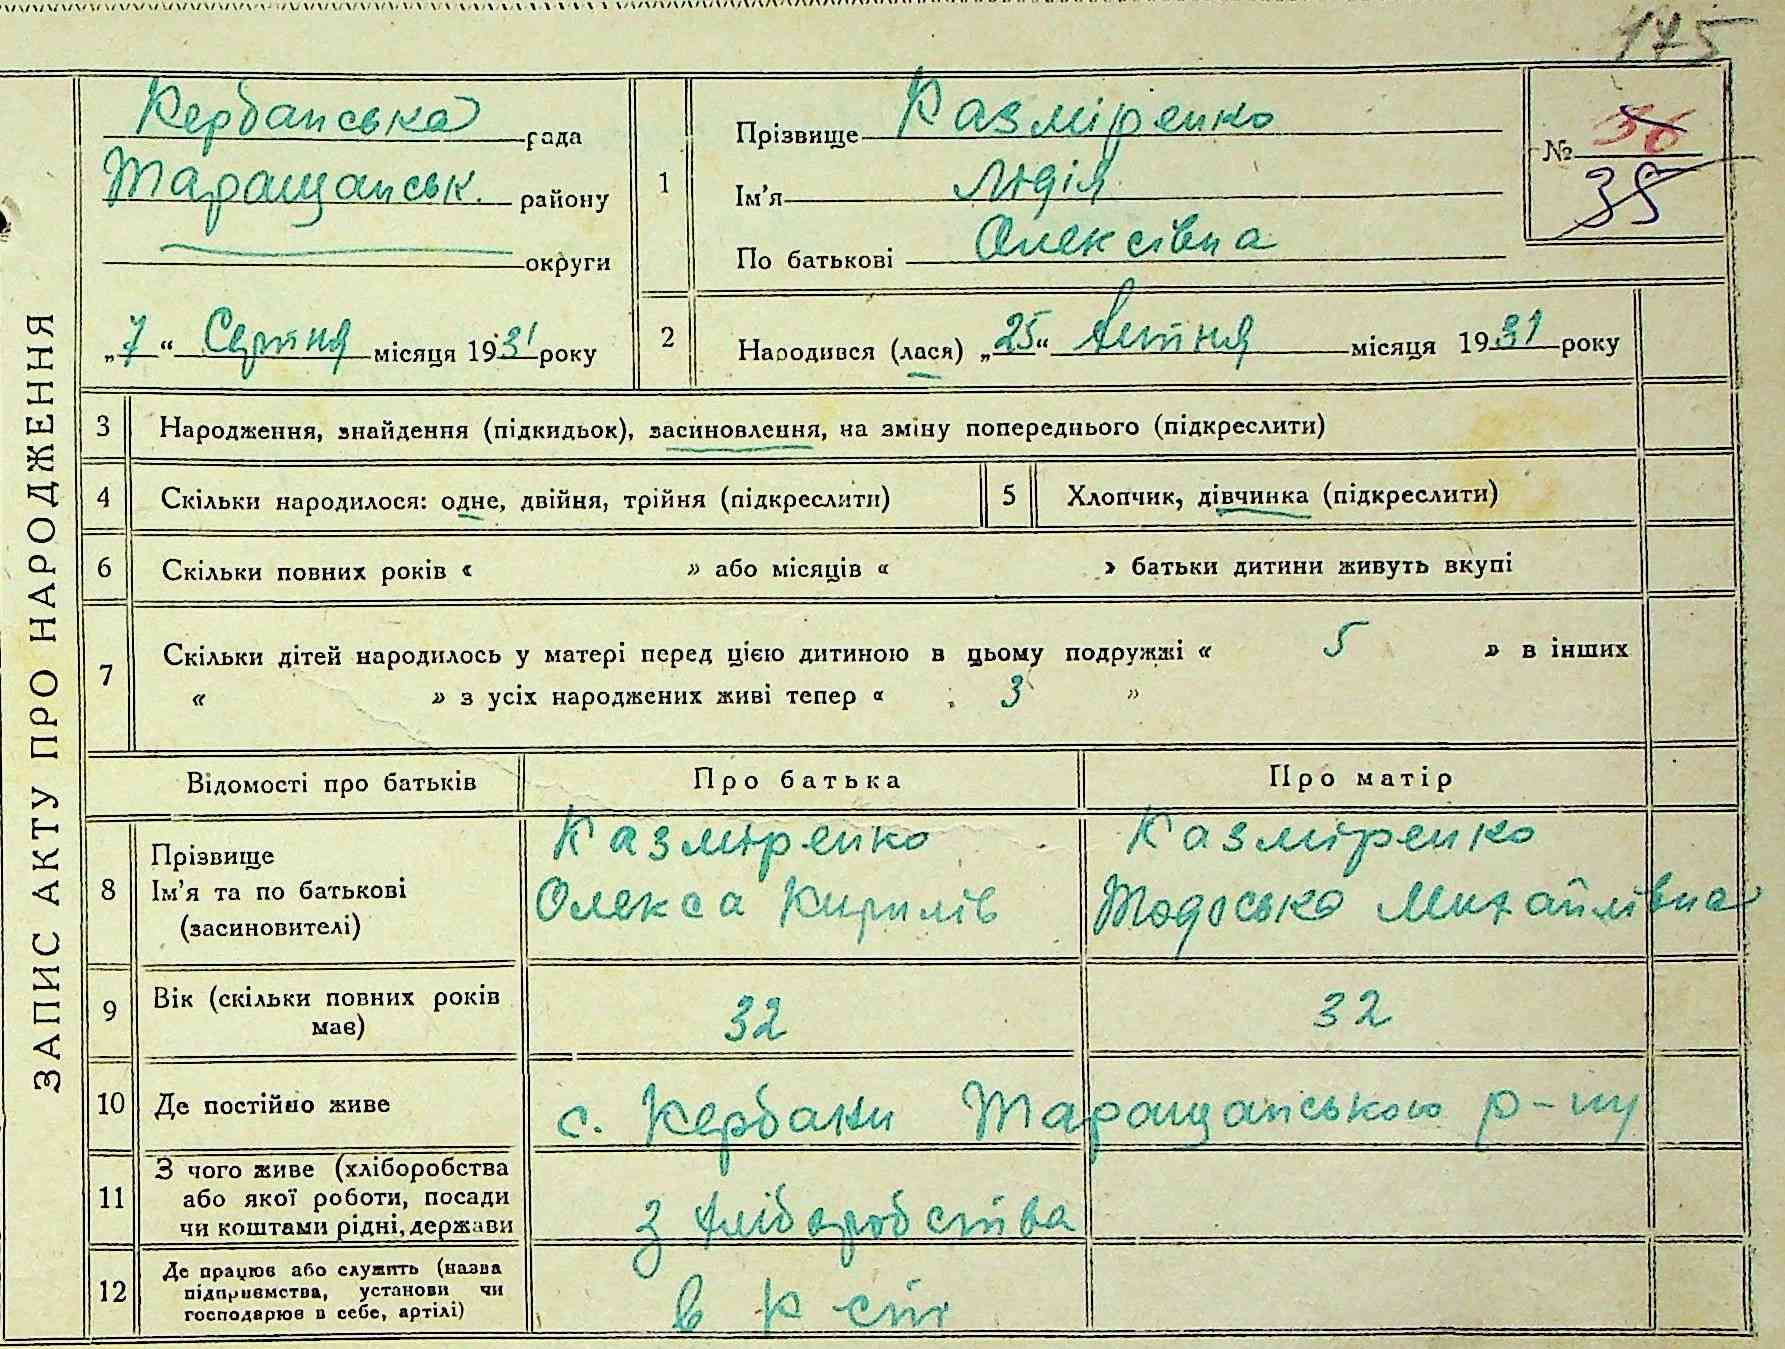 175
ЗАПИС АКТУ ПРО НАРОДЖЕННЯ
Кербанська рада
Таращанськ. району
округи
„7“ Серпня місяця 1931 року
1
Прізвище Казміренко
Ім'я Лідія
По батькові Олексівна
№ 36
35
2
Народився (лася) „25“ Липня місяця 1931 року
3 Народження, знайдення (підкидьок), засиновлення, на зміну попереднього (підкреслити)
4 Скільки народилося: одне, двійня, трійня (підкреслити) 5 Хлопчик, дівчинка (підкреслити)
6 Скільки повних років « » або місяців « » батьки дитини живуть вкупі
7 Скільки дітей народилось у матері перед цією дитиною в цьому подружжі « 5 » в інших
« » з усіх народжених живі тепер « 3 »
Відомості про батьків Про батька Про матір
8 Прізвище
Ім'я та по батькові
(засиновителі)
Казміренко
Олекса Кирилів
Казміренко
Тодоська Михайлівна
9 Вік (скільки повних років
має)
32 32
10 Де постійно живе с. Кербани Таращанського р-ну
11 З чого живе (хліборобства
або якої роботи, посади
чи коштами рідні, держави
З хліборобства
12 Де працює або служить (назва
підприємства, установи чи
господарює в себе, артілі)
в к